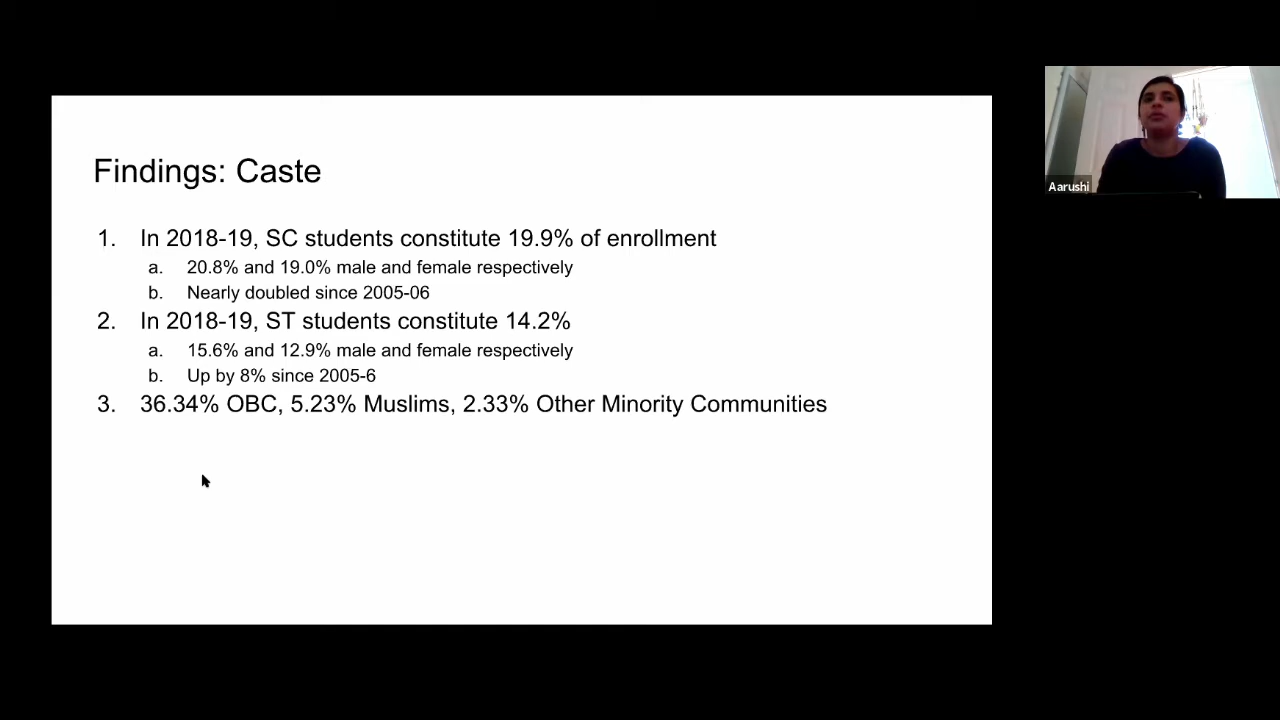 Findings: Caste
1. In 2018-19, SC students constitute 19.9% of enrollment
a. 20.8% and 19.0% male and female respectively
b. Nearly doubled since 2005-06
2. In 2018-19, ST students constitute 14.2%
a. 15.6% and 12.9% male and female respectively
b. Up by 8% since 2005-6
3. 36.34% OBC, 5.23% Muslims, 2.33% Other Minority Communities
Aarushi